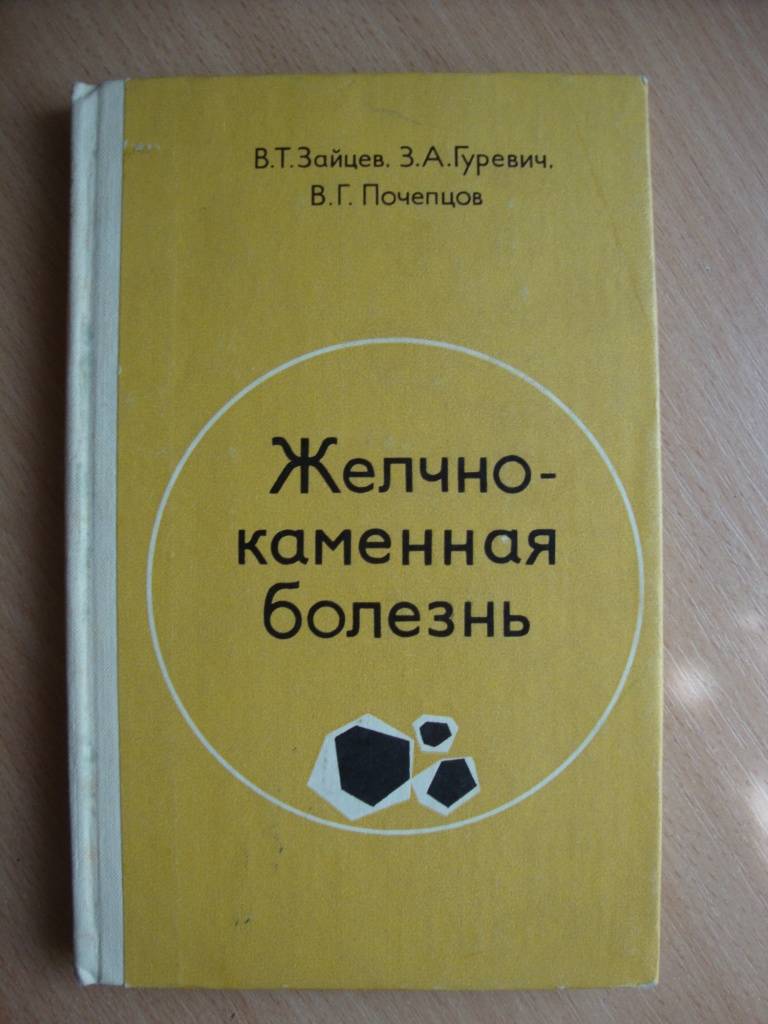 В.Т.Зайцев, З.А.Гуревич,
В.Г. Почепцов
Желчно-
каменная
болезнь